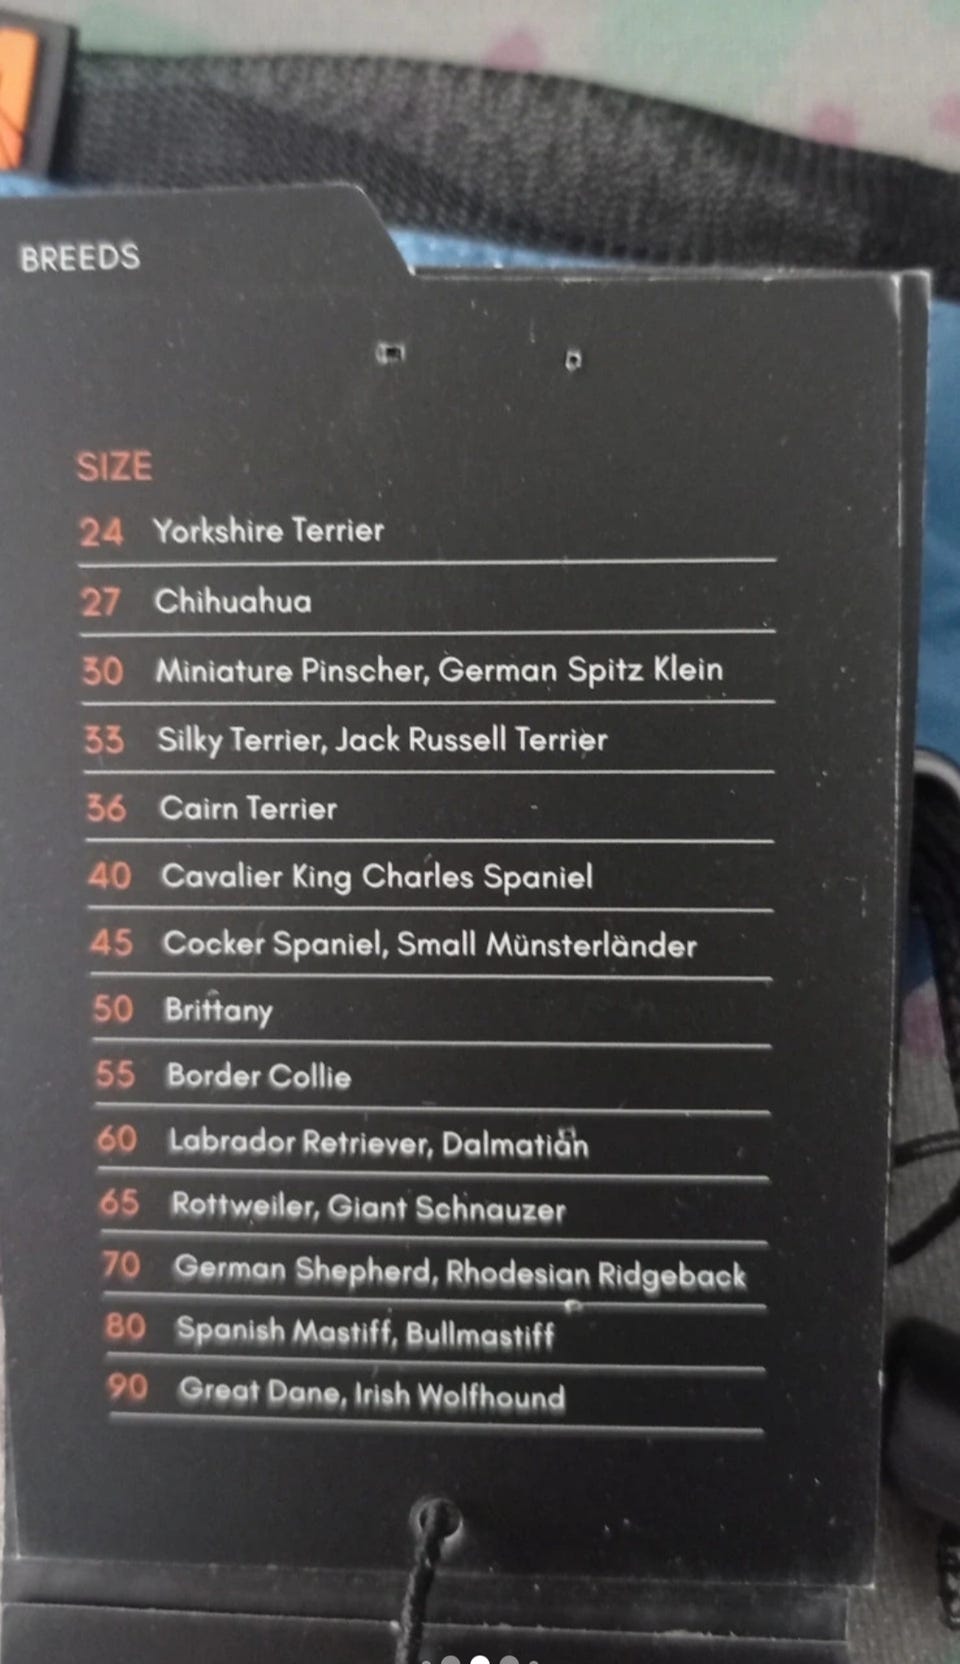 BREEDS
SIZE
24 Yorkshire Terrier
27 Chihuahua
30 Miniature Pinscher, German Spitz Klein
33 Silky Terrier, Jack Russell Terrier
36 Cairn Terrier
40 Cavalier King Charles Spaniel
45 Cocker Spaniel, Small Münsterländer
50 Brittany
55 Border Collie
60 Labrador Retriever, Dalmatian
65 Rottweiler, Giant Schnauzer
70 German Shepherd, Rhodesian Ridgeback
80 Spanish Mastiff, Bullmastiff
90 Great Dane, Irish Wolfhound